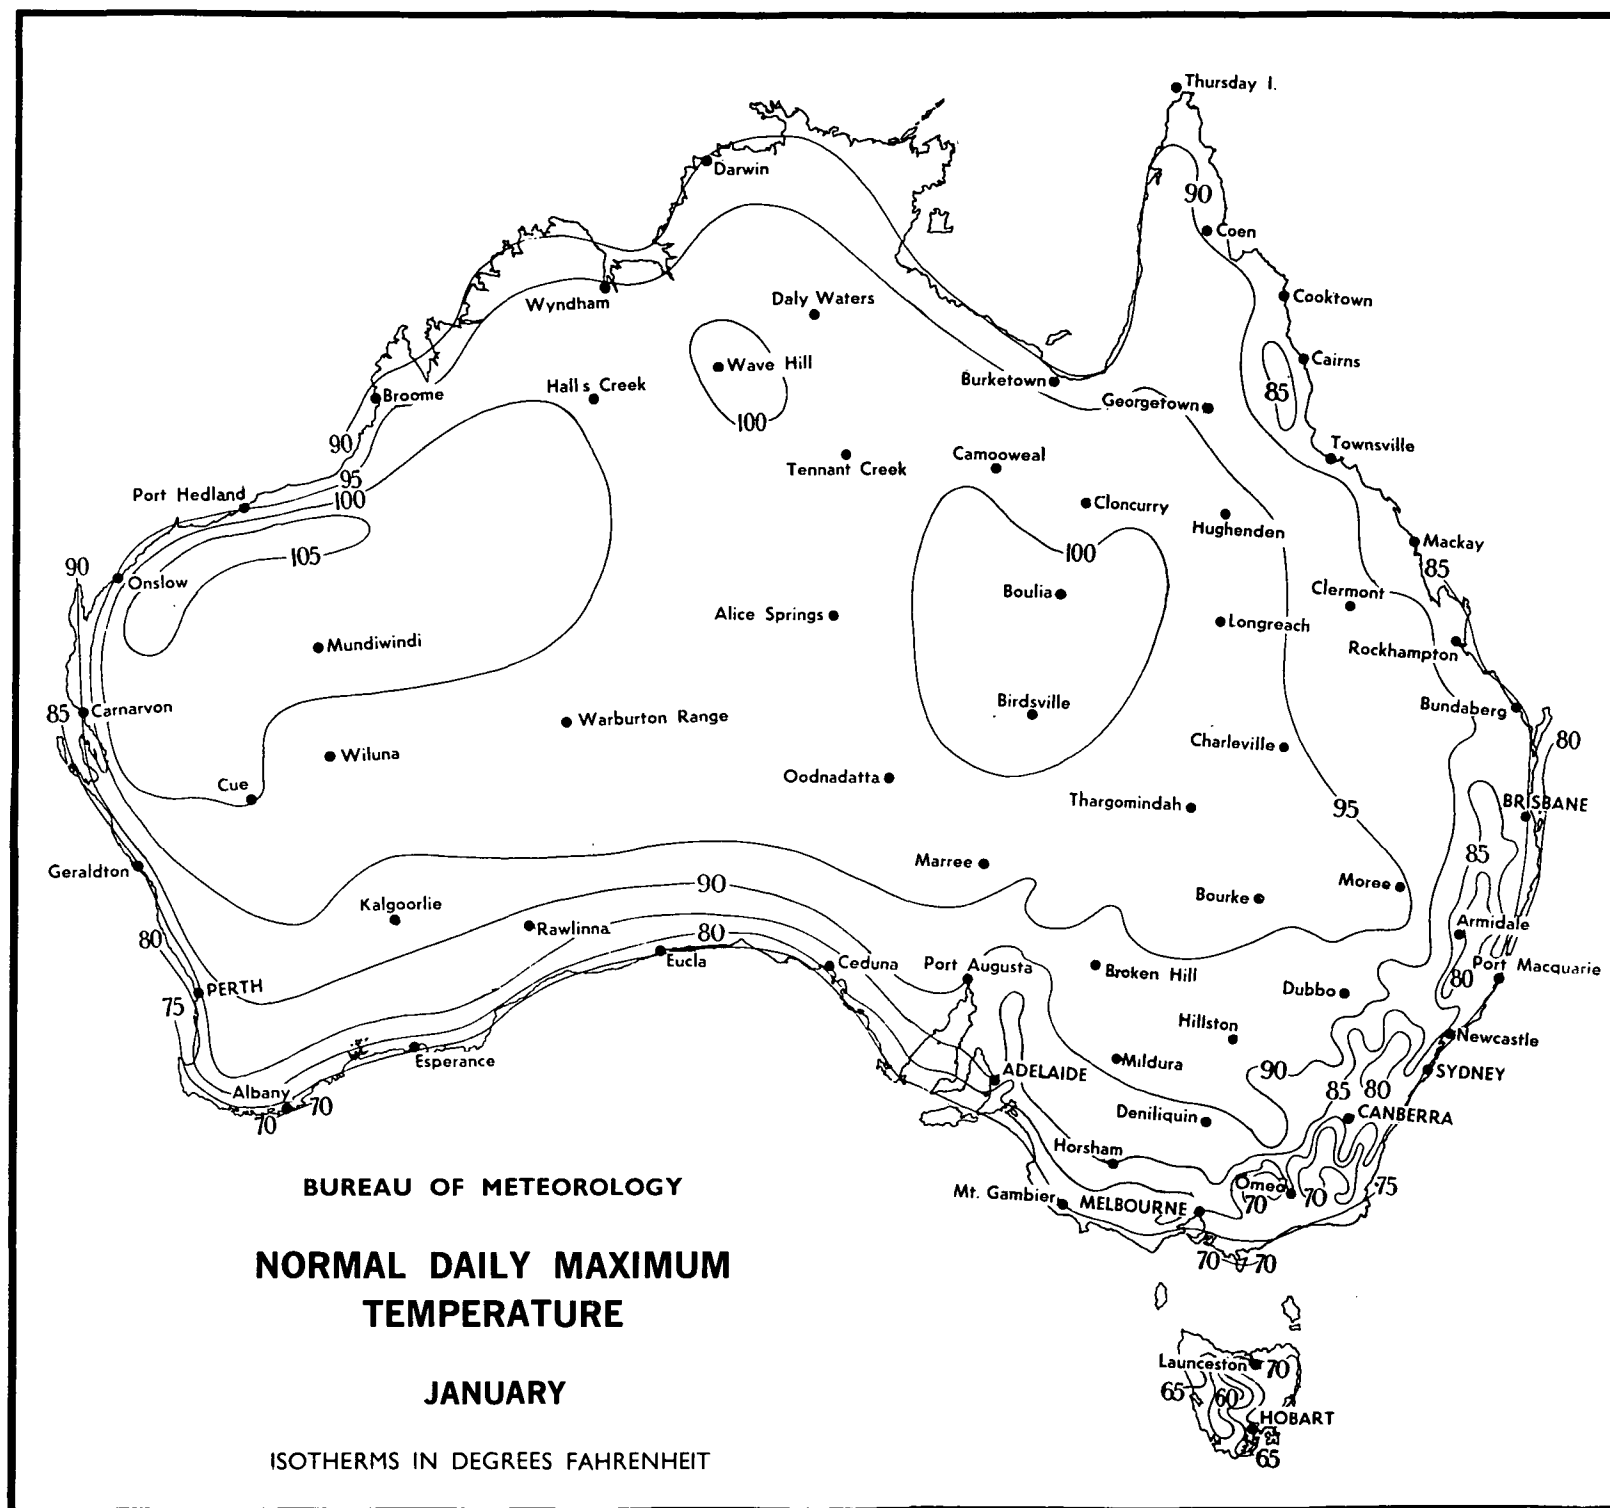 Thursday I.
Darwin
90
Coen
Wyndham
Daly Waters
Cooktown
Wave Hill
Cairns
Broome
Hall s Creek
Burketown
85
Georgetown
100
90
Townsville
Tennant Creek
Camooweal
95
Port Hedland
100
Cloncurry
Hughenden
105
100
Mackay
90
Onslow
85
Boulia
Clermont
Alice Springs
Longreach
Mundiwindi
Rockhampton
85
Carnarvon
Warburton Range
Birdsville
Bundaberg
Wiluna
Charleville
80
Cue
Oodnadatta
Thargomindah
95
BRISBANE
Geraldton
Marree
85
90
Bourke
Moree
Kalgoorlie
80
Rawlinna
80
Armidale
Eucla
Ceduna
Port Augusta
Broken Hill
Port Macquarie
80
PERTH
75
Dubbo
Hillston
Newcastle
Esperance
Mildura
ADELAIDE
90
SYDNEY
85
80
Albany
70
70
Deniliquin
CANBERRA
Horsham
Mt. Gambier
MELBOURNE
Omeo
70
70
75
BUREAU OF METEOROLOGY
NORMAL DAILY MAXIMUM
TEMPERATURE
70
70
Launceston
70
65
60
JANUARY
HOBART
65
ISOTHERMS IN DEGREES FAHRENHEIT